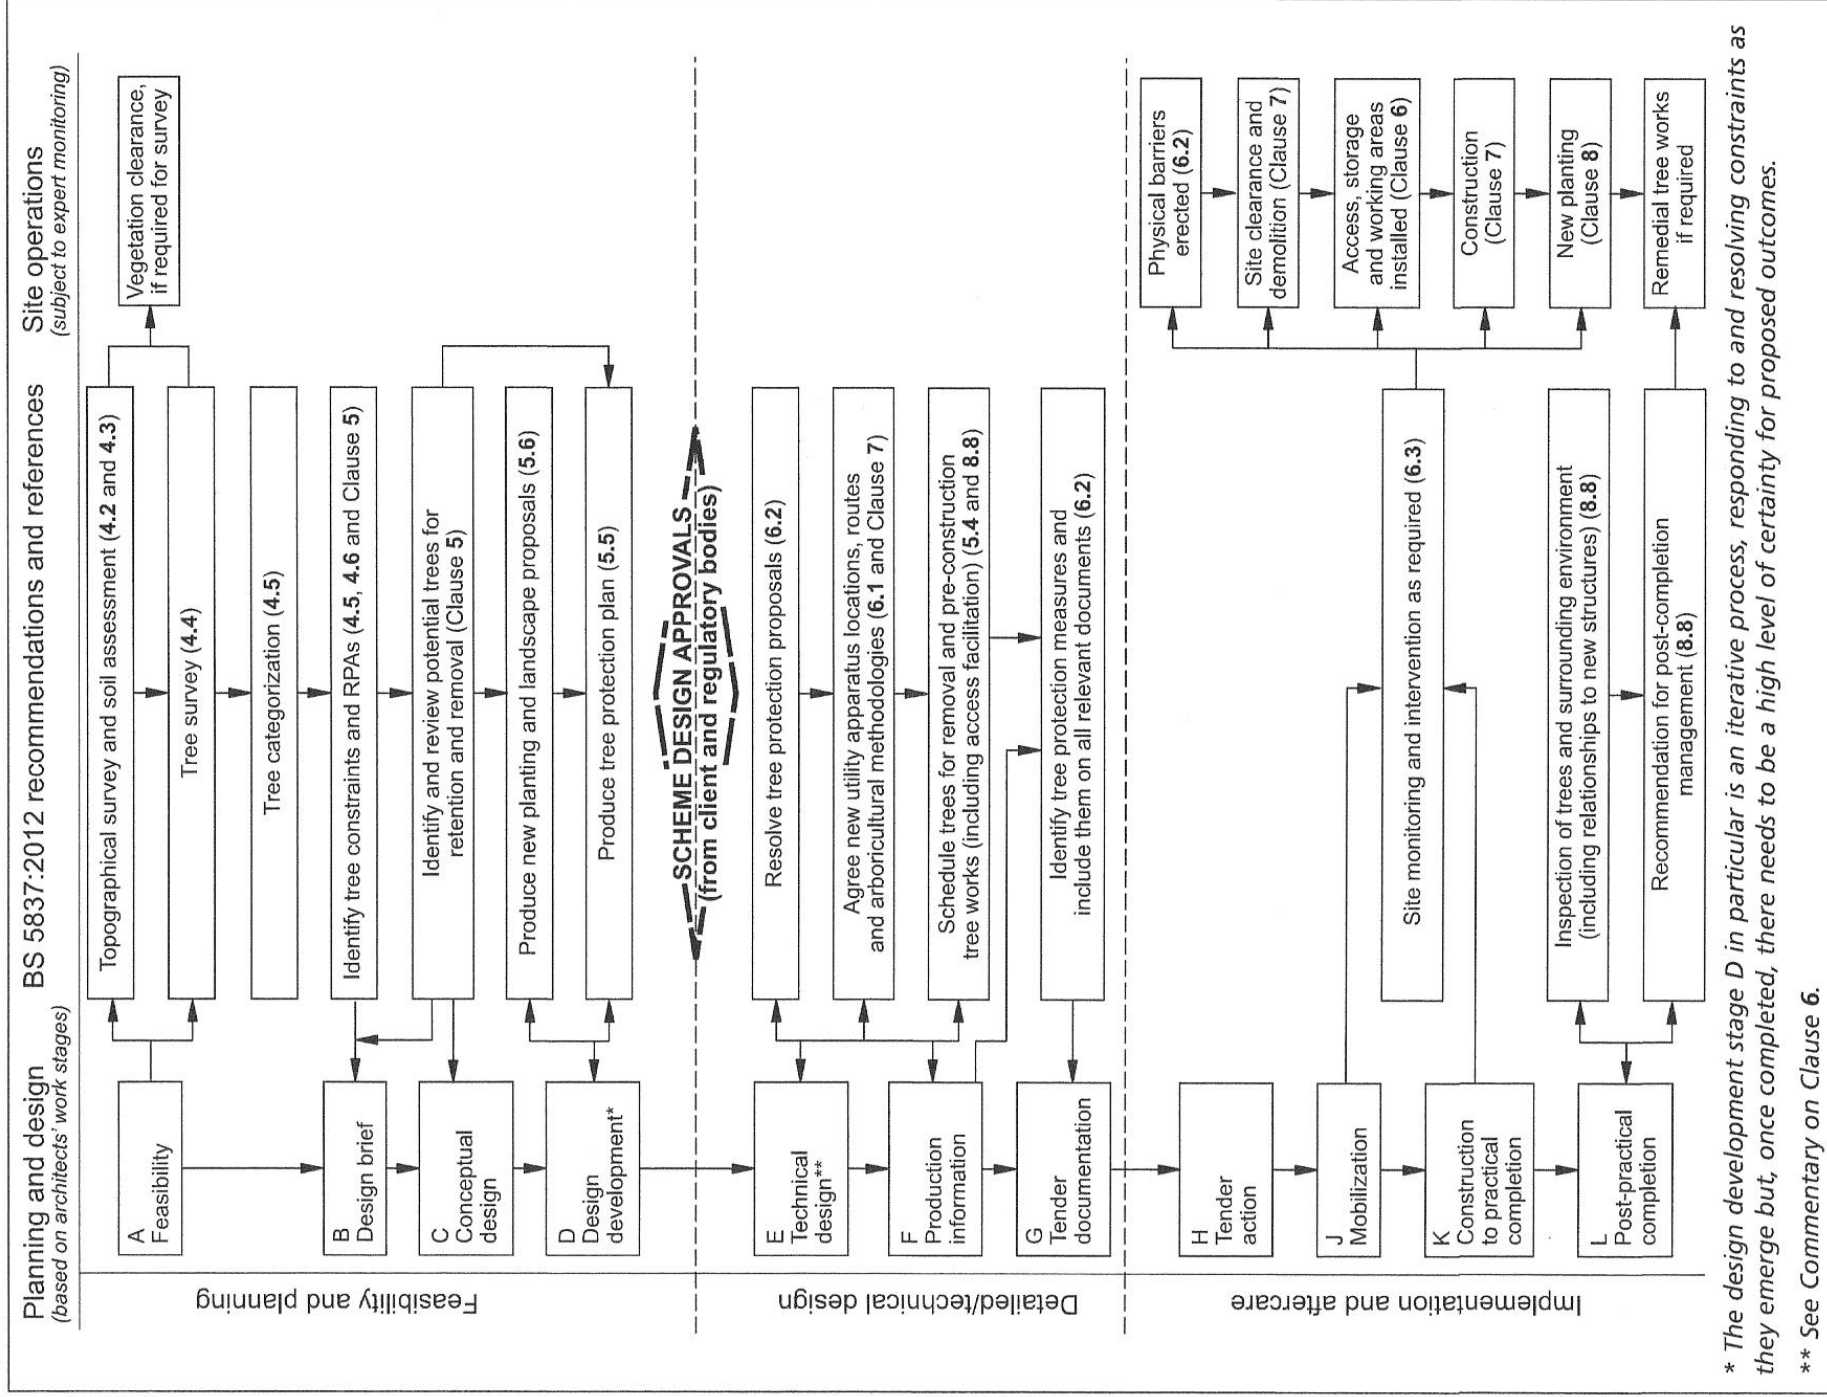 Planning and design
(based on architects' work stages)
BS 5837:2012 recommendations and references
Site operations
(subject to expert monitoring)
Feasibility and planning
A
Feasibility
B
Design brief
C
Conceptual
design
D
Design
development*
Topographical survey and soil assessment (4.2 and 4.3)
Tree survey (4.4)
Tree categorization (4.5)
Identify tree constraints and RPAs (4.5, 4.6 and Clause 5)
Identify and review potential trees for
retention and removal (Clause 5)
Produce new planting and landscape proposals (5.6)
Produce tree protection plan (5.5)
Vegetation clearance,
if required for survey
SCHEME DESIGN APPROVALS
(from client and regulatory bodies)
Detailed/technical design
E
Technical
design**
F
Production
information
G
Tender
documentation
Resolve tree protection proposals (6.2)
Agree new utility apparatus locations, routes
and arboricultural methodologies (6.1 and Clause 7)
Schedule trees for removal and pre-construction
tree works (including access facilitation) (5.4 and 8.8)
Identify tree protection measures and
include them on all relevant documents (6.2)
Implementation and aftercare
H
Tender
action
J
Mobilization
K
Construction
to practical
completion
L
Post-practical
completion
Site monitoring and intervention as required (6.3)
Inspection of trees and surrounding environment
(including relationships to new structures) (8.8)
Recommendation for post-completion
management (8.8)
Physical barriers
erected (6.2)
Site clearance and
demolition (Clause 7)
Access, storage
and working areas
installed (Clause 6)
Construction
(Clause 7)
New planting
(Clause 8)
Remedial tree works
if required
* The design development stage D in particular is an iterative process, responding to and resolving constraints as
they emerge but, once completed, there needs to be a high level of certainty for proposed outcomes.
** See Commentary on Clause 6.